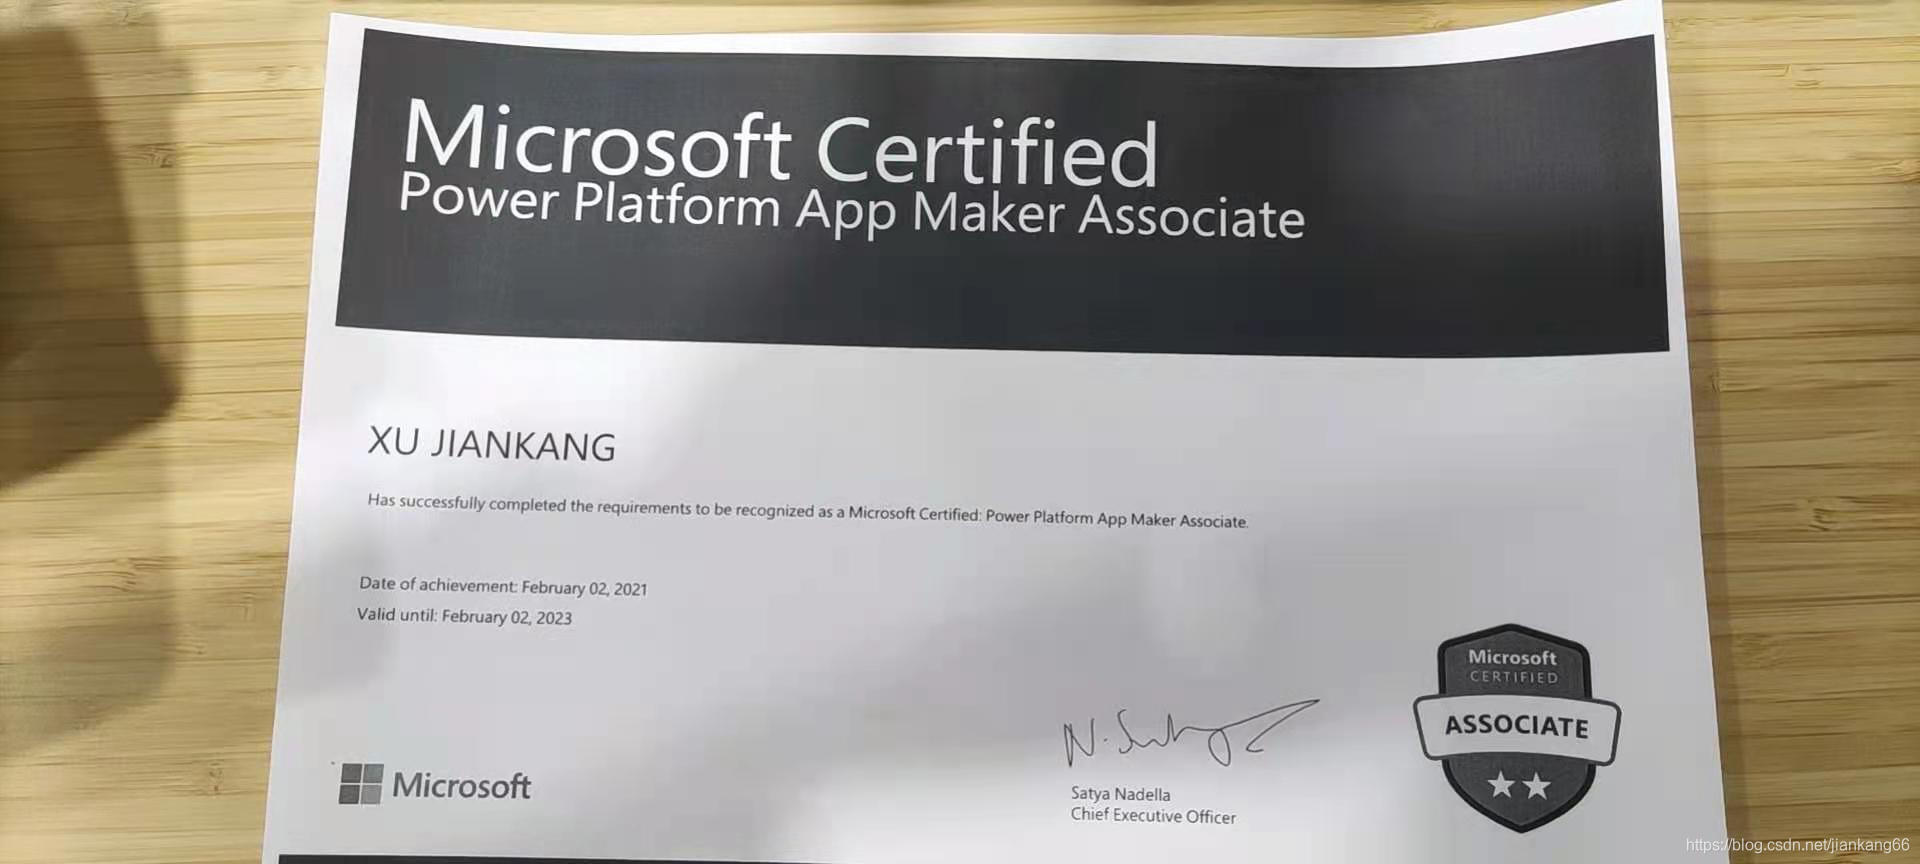 Microsoft Certified
Power Platform App Maker Associate
XU JIANKANG
Has successfully completed the requirements to be recognized as a Microsoft Certified: Power Platform App Maker Associate.
Date of achievement: February 02, 2021
Valid until: February 02, 2023
Microsoft
CERTIFIED
ASSOCIATE
Microsoft
Satya Nadella
Chief Executive Officer
https://blog.csdn.net/jiankang66